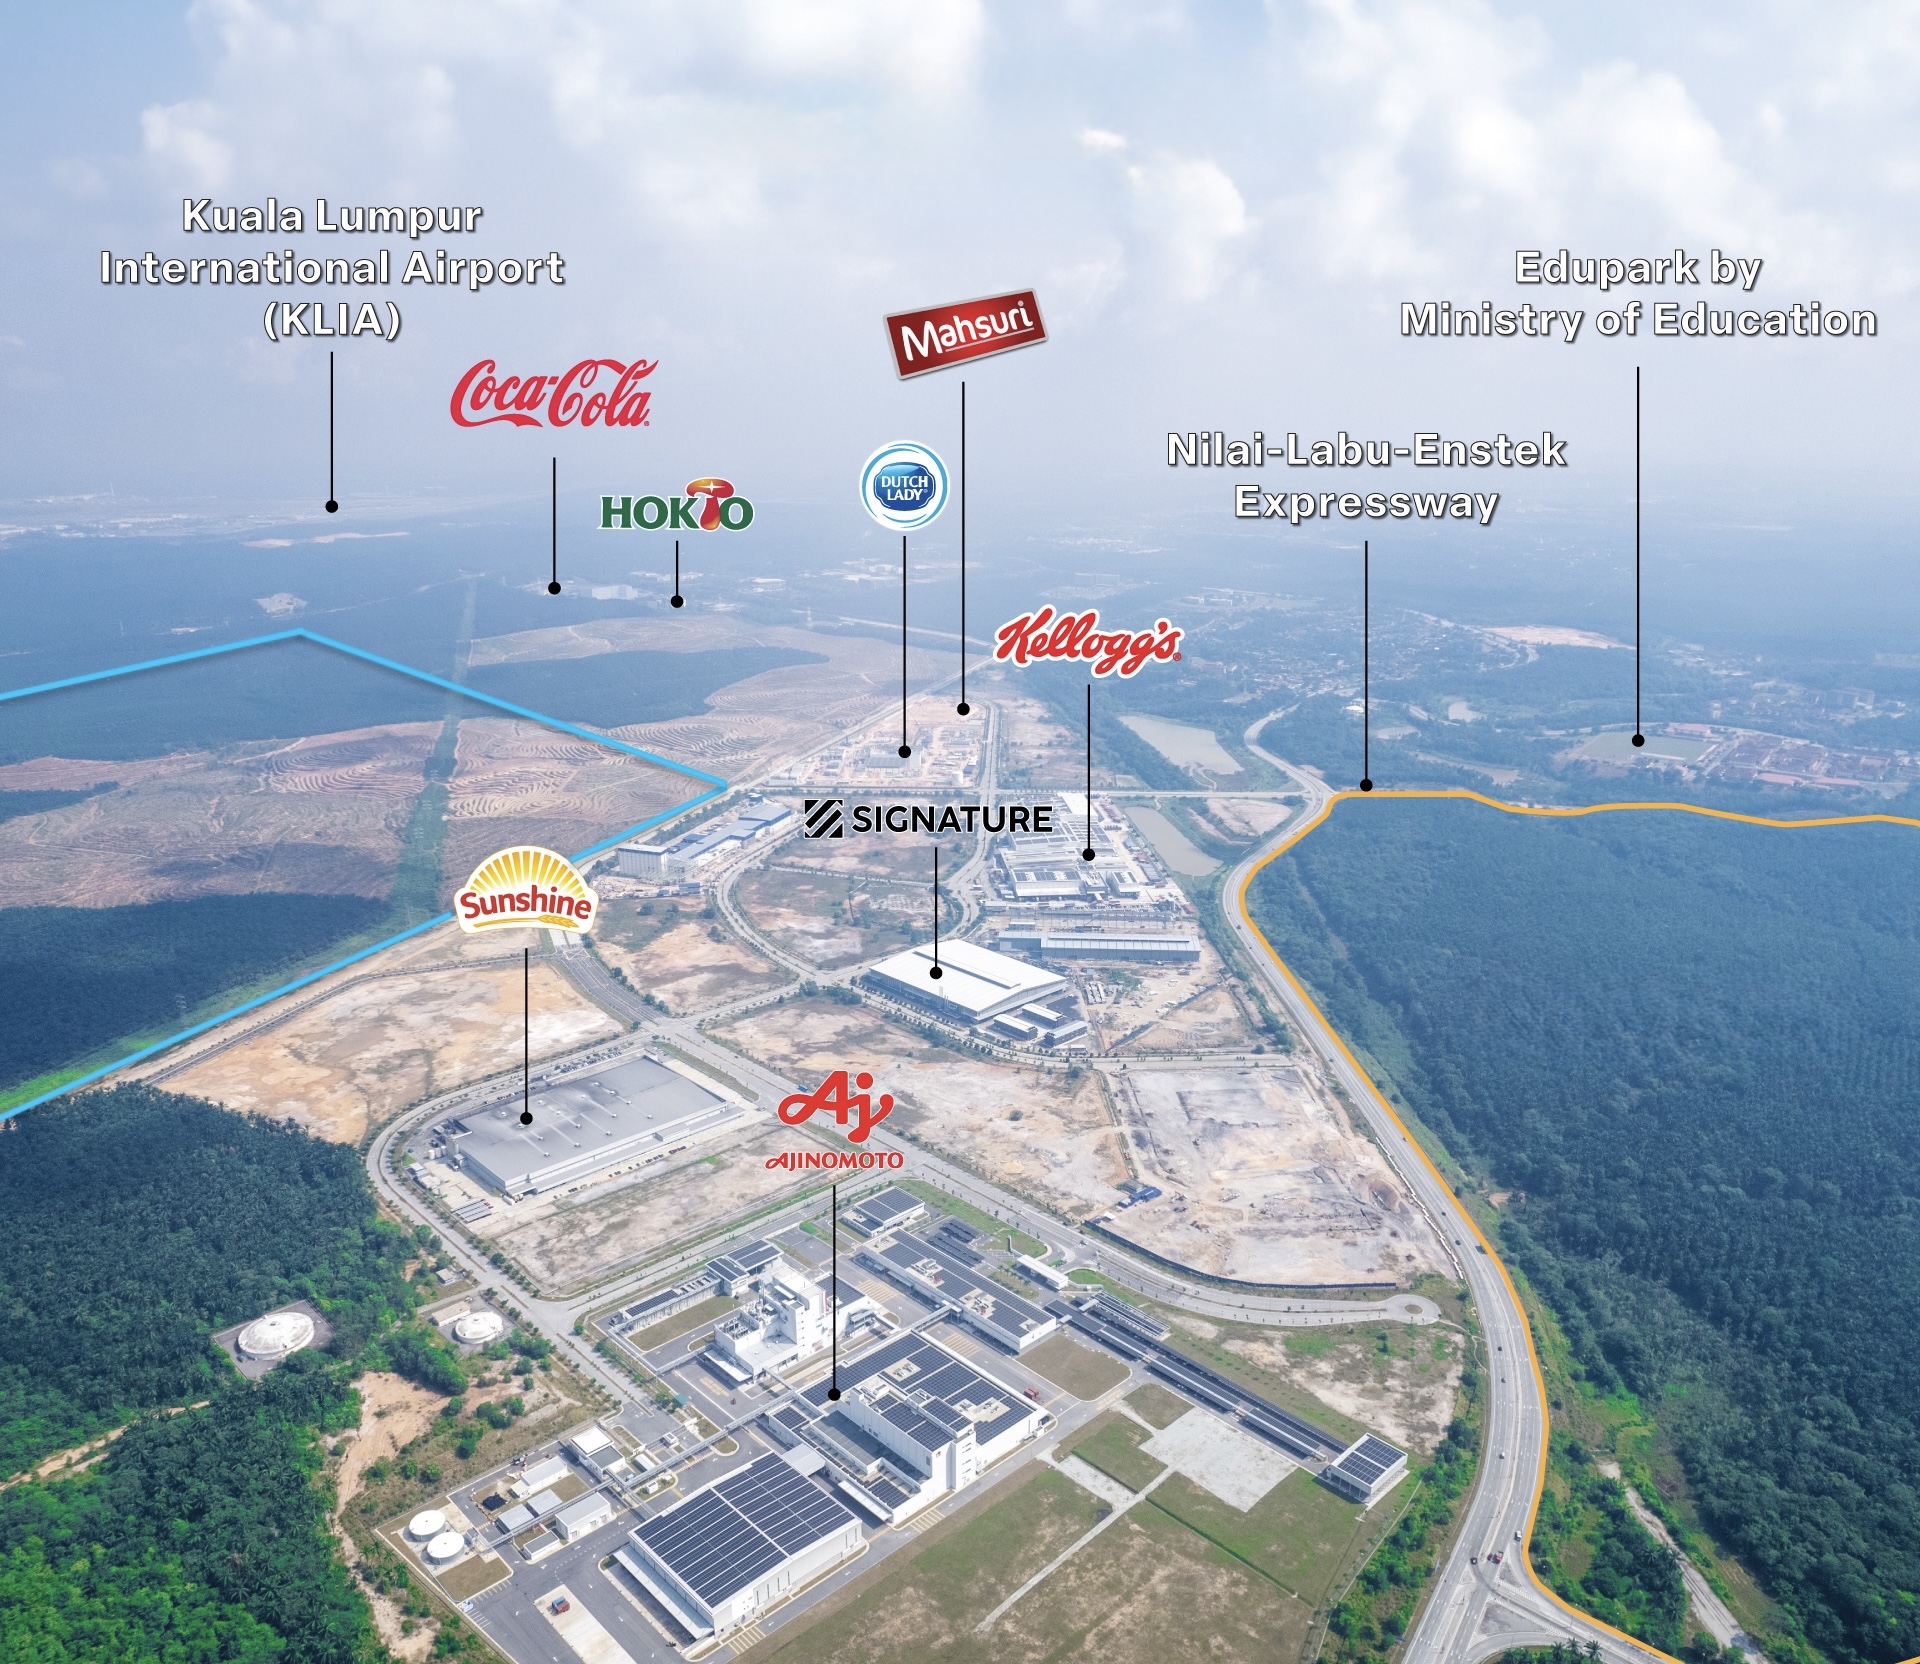 Kuala Lumpur
International Airport
(KLIA)
Coca-Cola
HOKTO
DUTCH
LADY
Mahsuri
Edupark by
Ministry of Education
Nilai-Labu-Enstek
Expressway
Kellogg's
SIGNATURE
Sunshine
Aj
AJINOMOTO